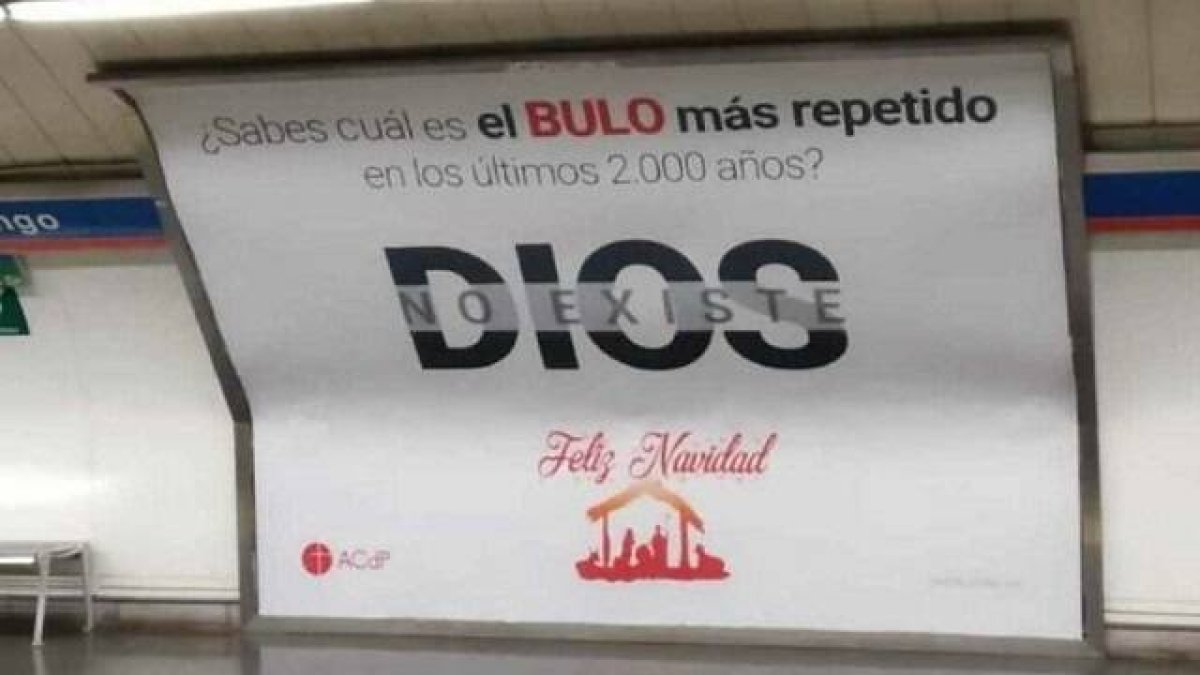 ¿Sabes cuál es el BULO más repetido
en los últimos 2.000 años?
DIOS
NO EXISTE
Feliz Navidad
ACdP
ngo